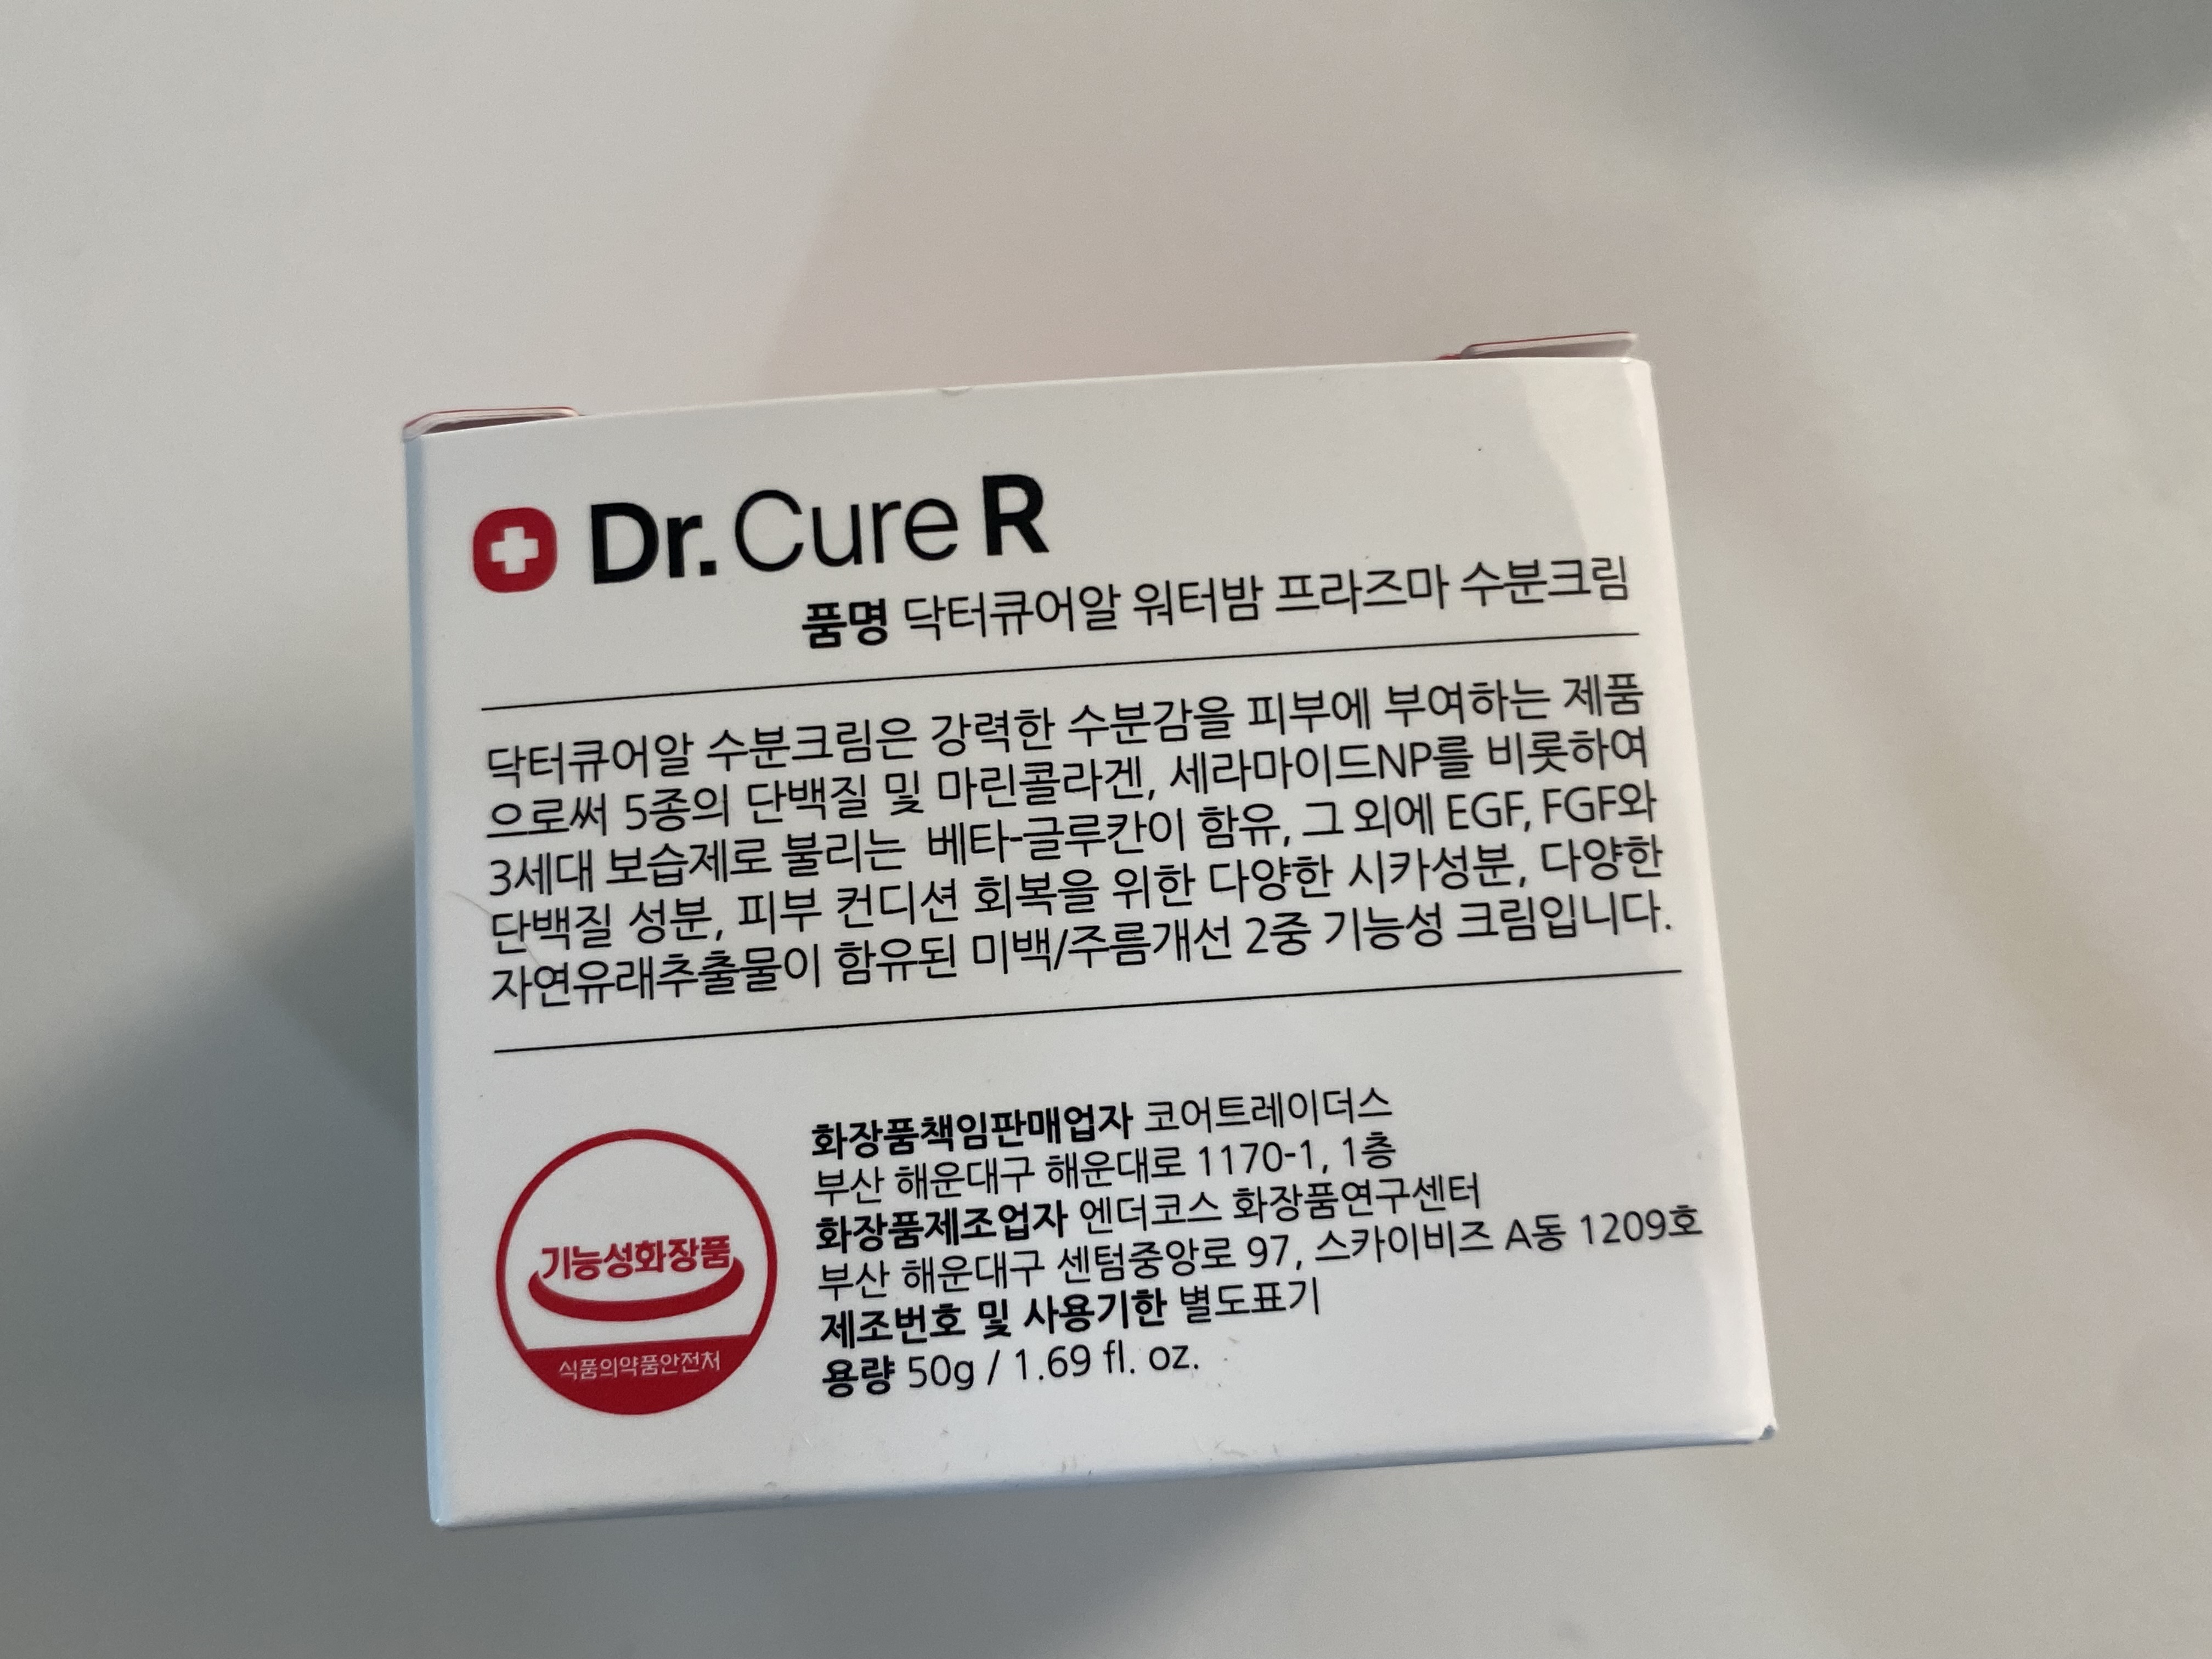 Dr. Cure R
품명 닥터큐어알 워터밤 프라즈마 수분크림
닥터큐어알 수분크림은 강력한 수분감을 피부에 부여하는 제품
으로써 5종의 단백질 및 마린콜라겐, 세라마이드NP를 비롯하여
3세대 보습제로 불리는 베타-글루칸이 함유, 그 외에 EGF, FGF와
단백질 성분, 피부 컨디션 회복을 위한 다양한 시카성분, 다양한
자연유래추출물이 함유된 미백/주름개선 2중 기능성 크림입니다.
화장품책임판매업자 코어트레이더스
부산 해운대구 해운대로 1170-1, 1층
화장품제조업자 엔더코스 화장품연구센터
부산 해운대구 센텀중앙로 97, 스카이비즈 A동 1209호
제조번호 및 사용기한 별도표기
용량 50g / 1.69 fl. oz.
기능성화장품
식품의약품안전처